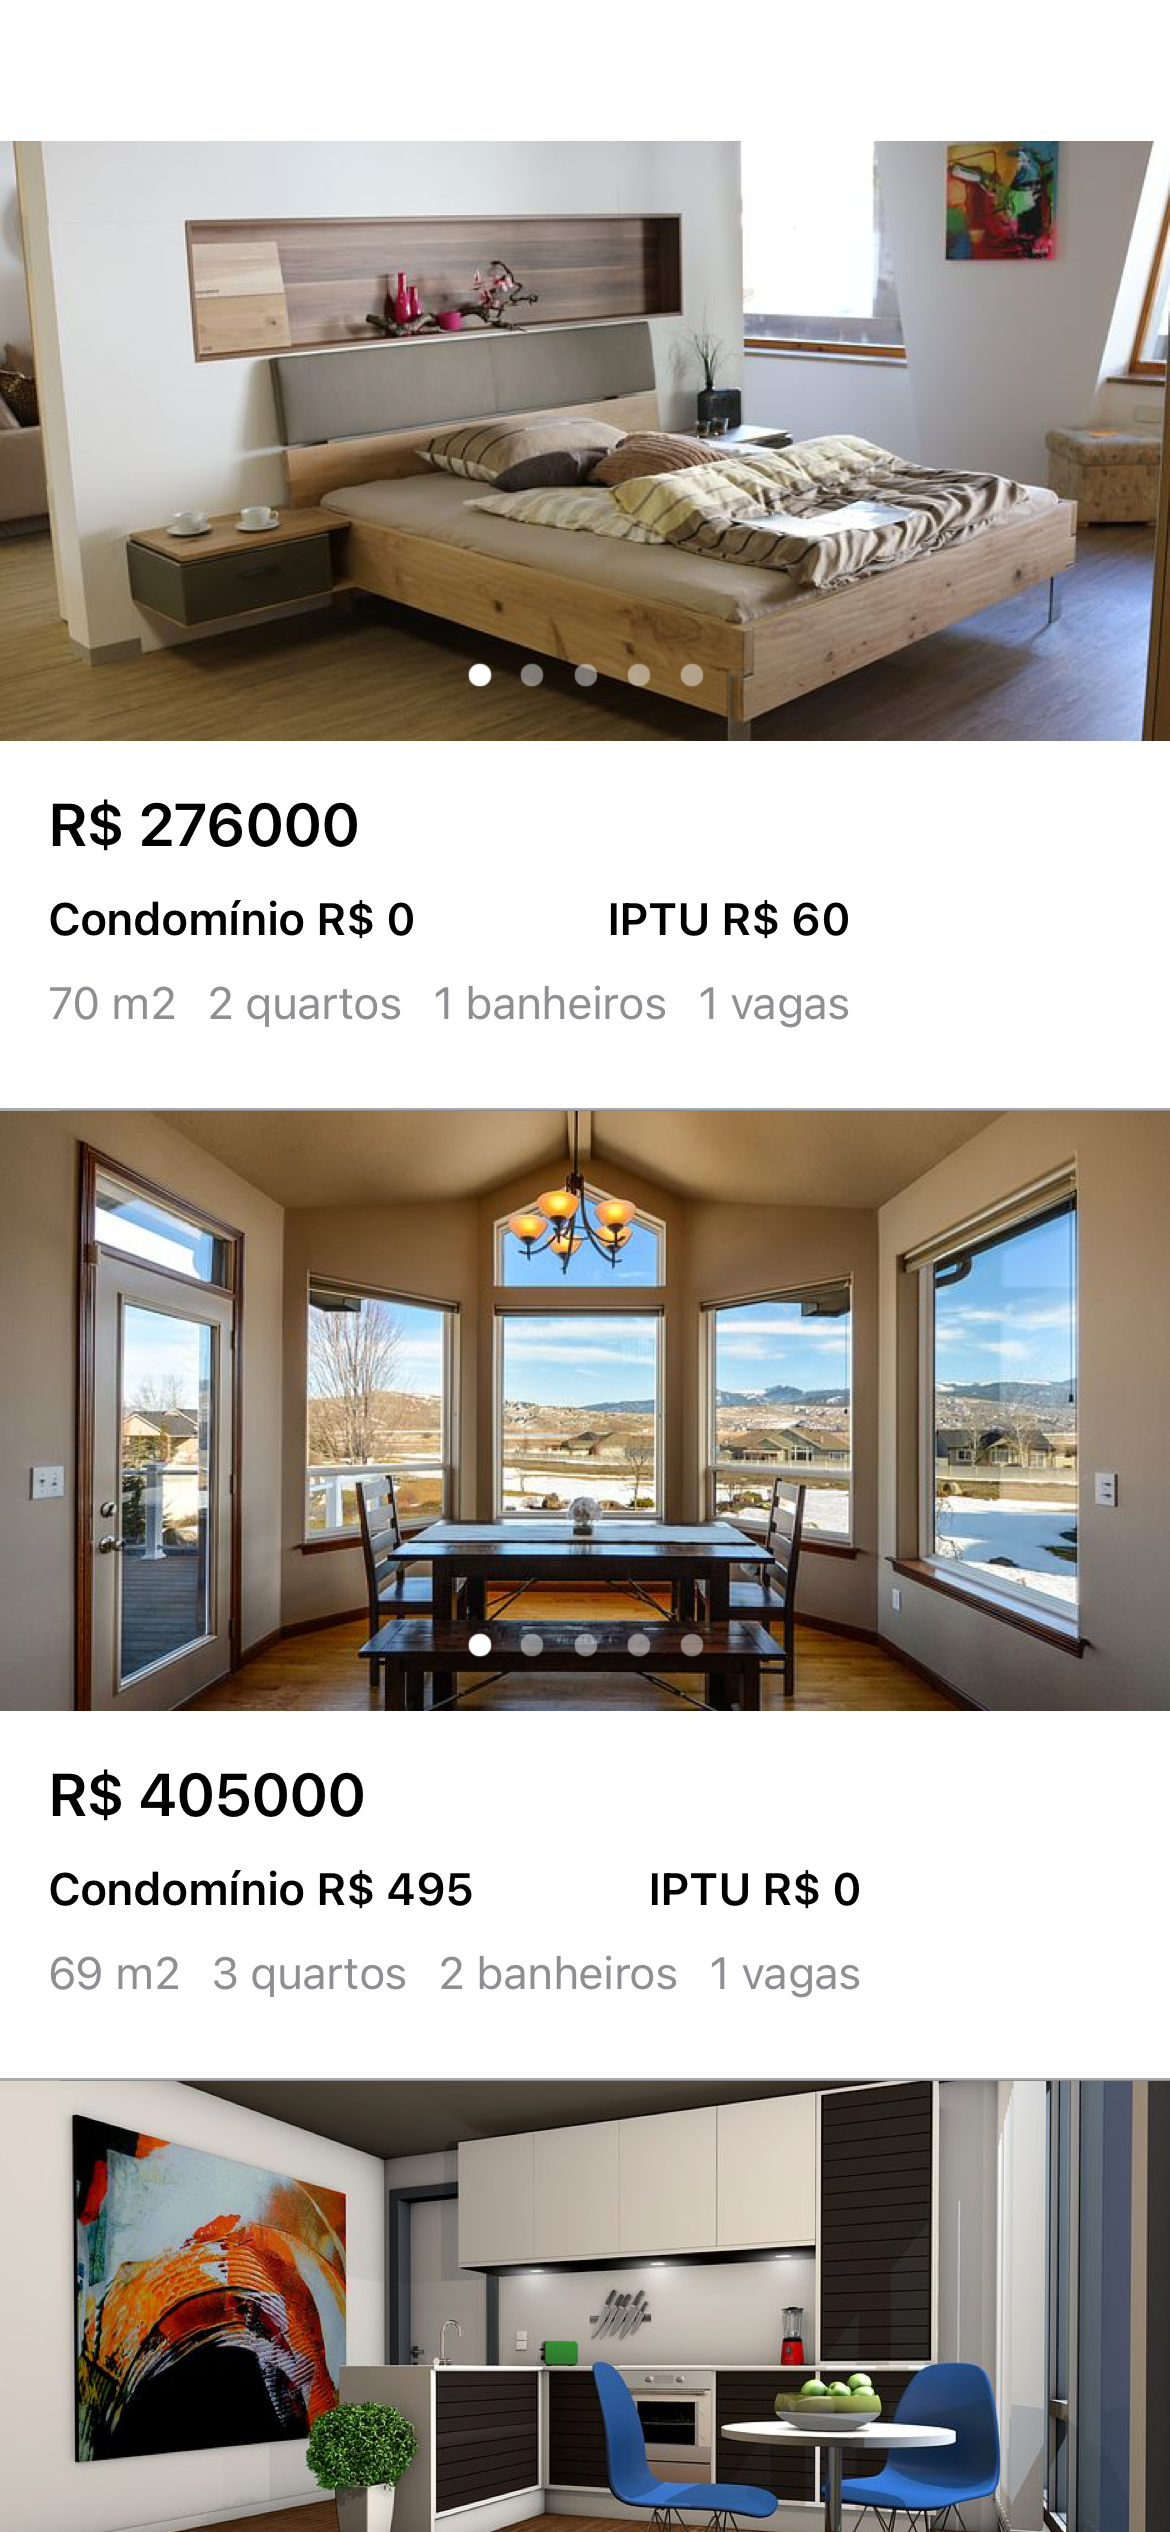 R$ 276000
Condomínio R$ 0 IPTU R$ 60
70 m2 2 quartos 1 banheiros 1 vagas
R$ 405000
Condomínio R$ 495 IPTU R$ 0
69 m2 3 quartos 2 banheiros 1 vagas